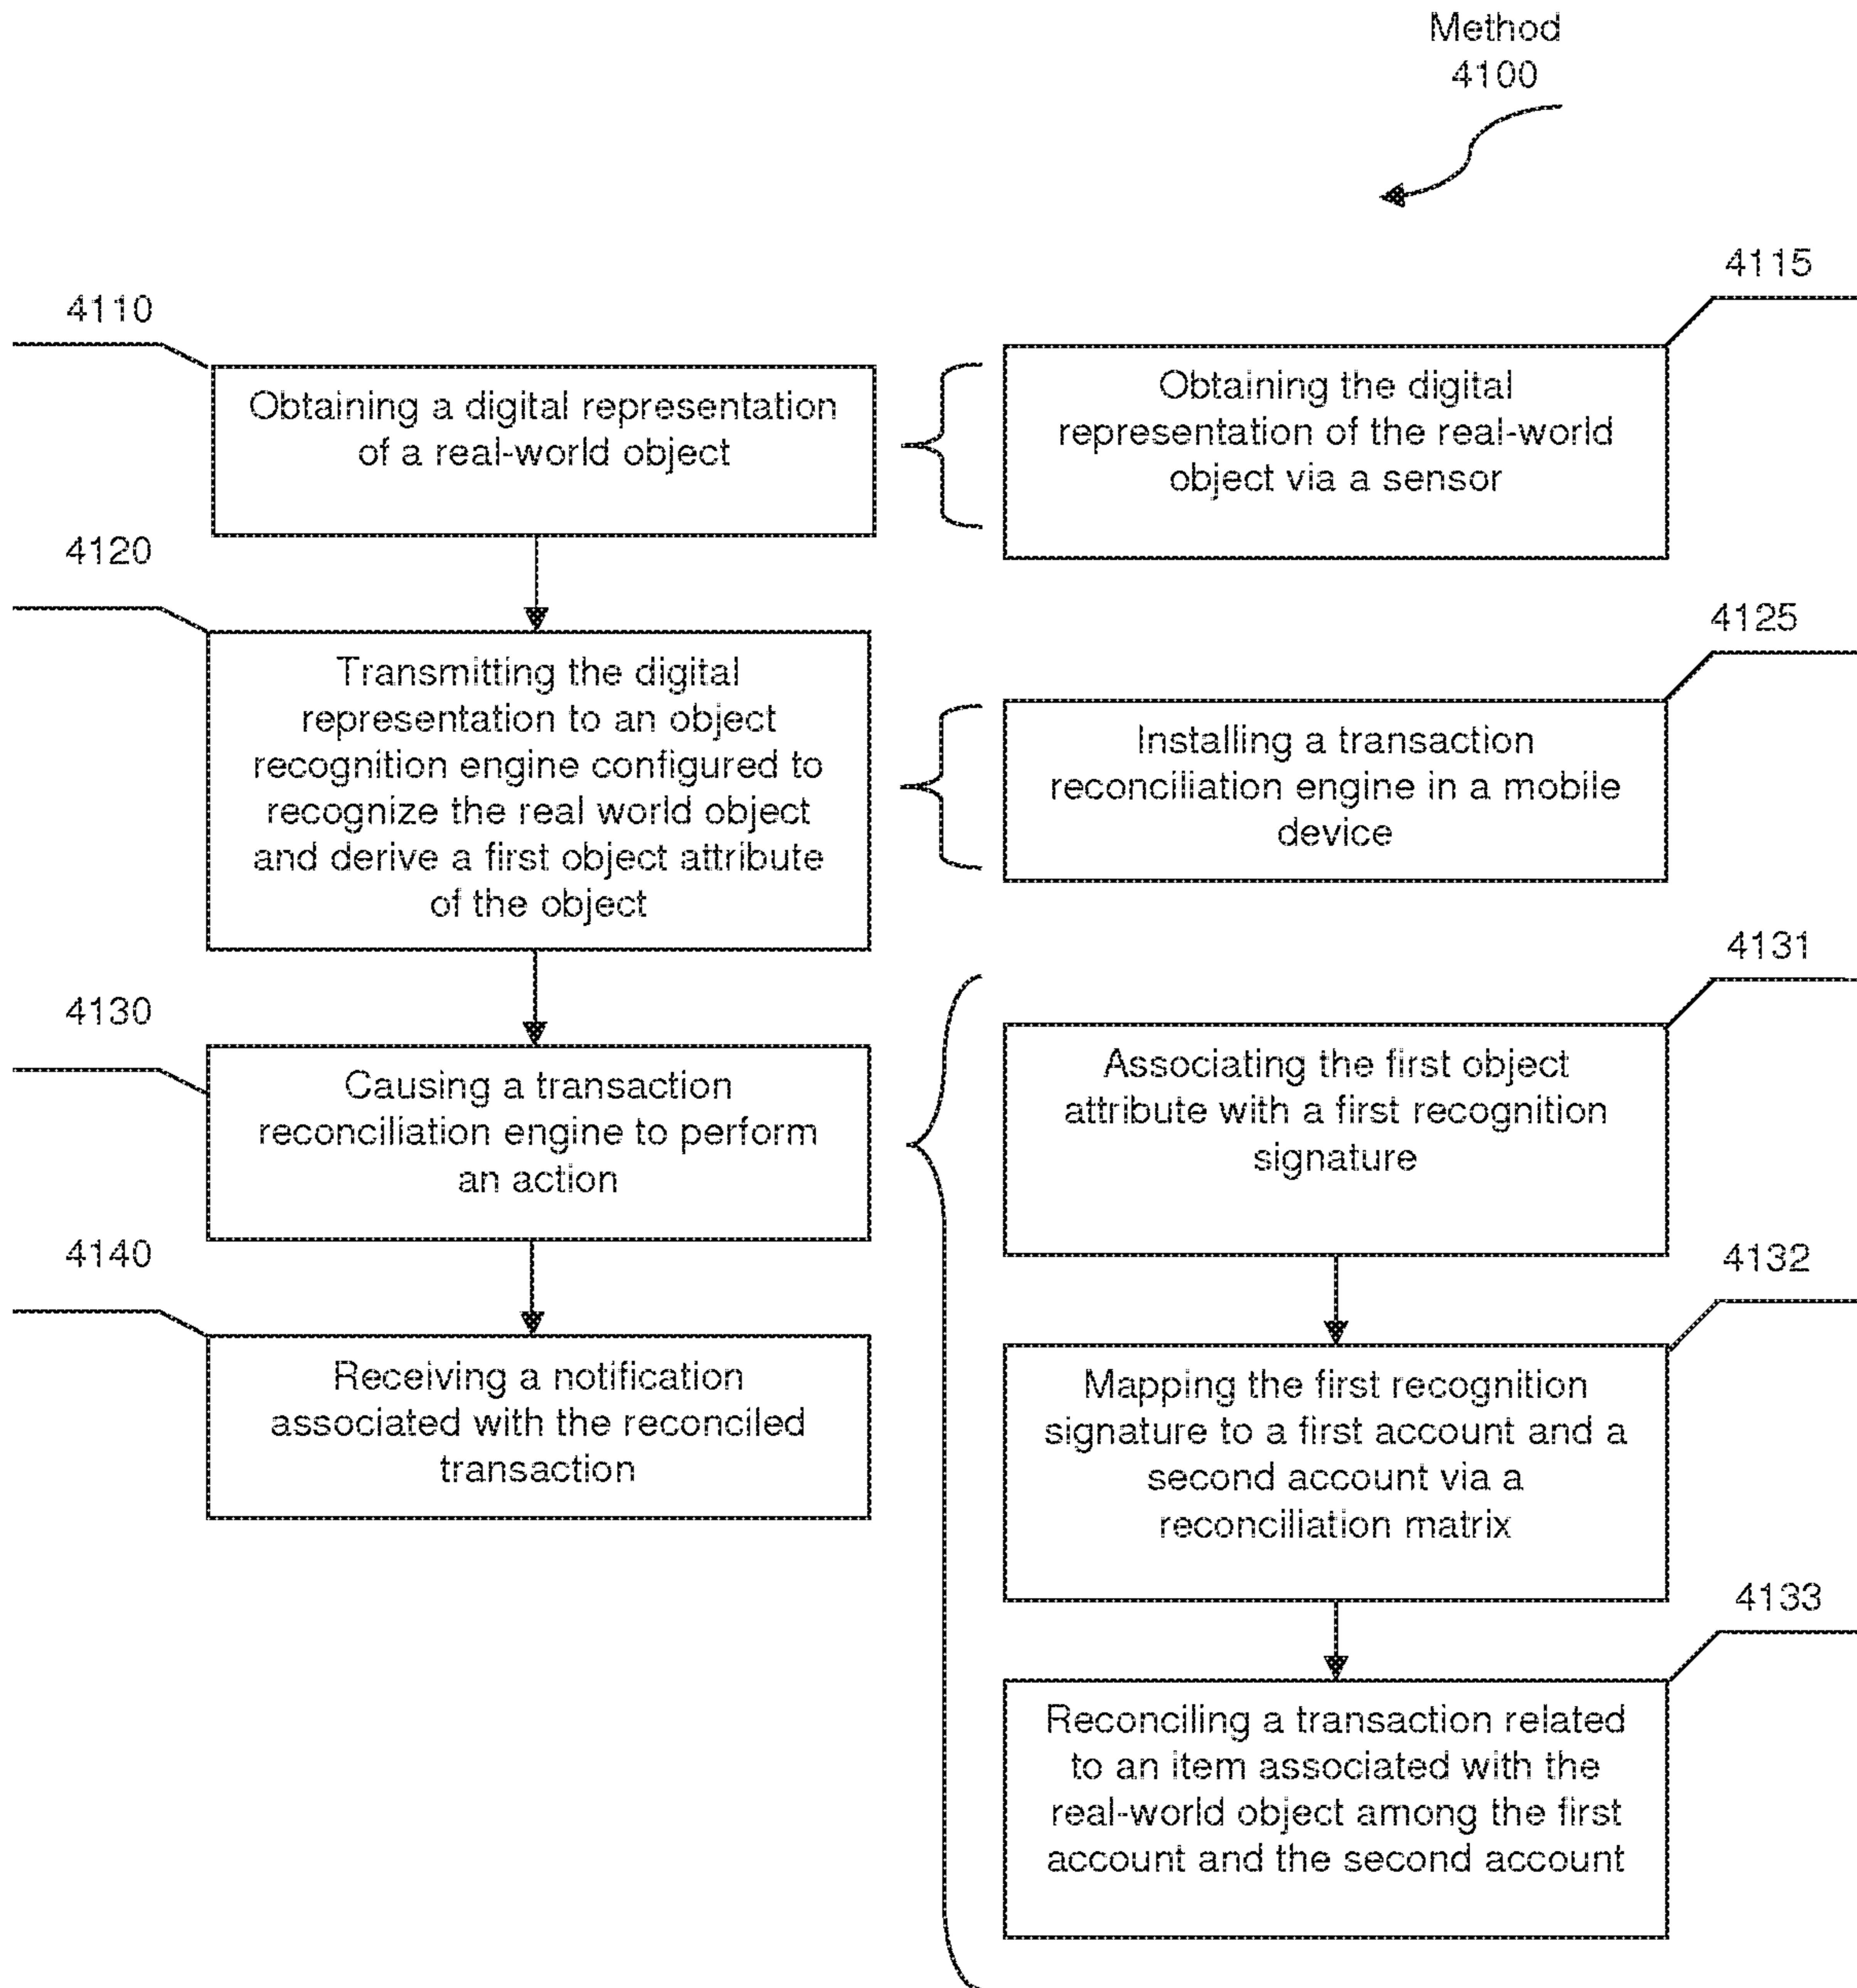 Method
4100
4110
Obtaining a digital representation
of a real-world object
4115
Obtaining the digital
representation of the real-world
object via a sensor
4120
Transmitting the digital
representation to an object
recognition engine configured to
recognize the real world object
and derive a first object attribute
of the object
4125
Installing a transaction
reconciliation engine in a mobile
device
4130
Causing a transaction
reconciliation engine to perform
an action
4131
Associating the first object
attribute with a first recognition
signature
4132
Mapping the first recognition
signature to a first account and a
second account via a
reconciliation matrix
4133
Reconciling a transaction related
to an item associated with the
real-world object among the first
account and the second account
4140
Receiving a notification
associated with the reconciled
transaction